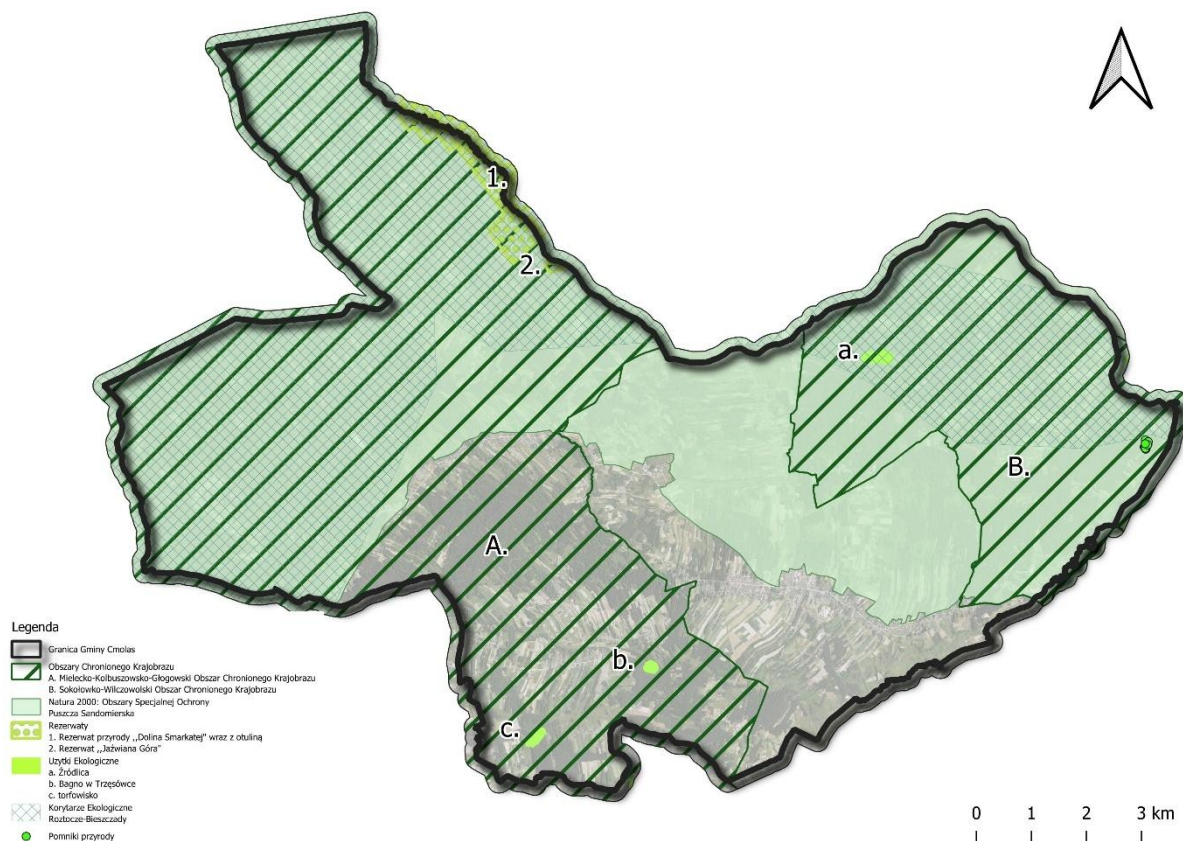 1.
2.
a.
B.
A.
b.
c.
Legenda
Granica Gminy Cmolas
Obszary Chronionego Krajobrazu
A. Mielecko-Kolbuszowsko-Głogowski Obszar Chronionego Krajobrazu
B. Sokołowko-Wilczowolski Obszar Chronionego Krajobrazu
Natura 2000: Obszary Specjalnej Ochrony
Puszcza Sandomierska
Rezerwaty
1. Rezerwat przyrody ,,Dolina Smarkatej" wraz z otuliną
2. Rezerwat ,,Jaźwiana Góra"
Uzytki Ekologiczne
a. Źródlica
b. Bagno w Trzęsówce
c. torfowisko
Korytarze Ekologiczne
Roztocze-Bieszczady
Pomniki przyrody
0 1 2 3 km